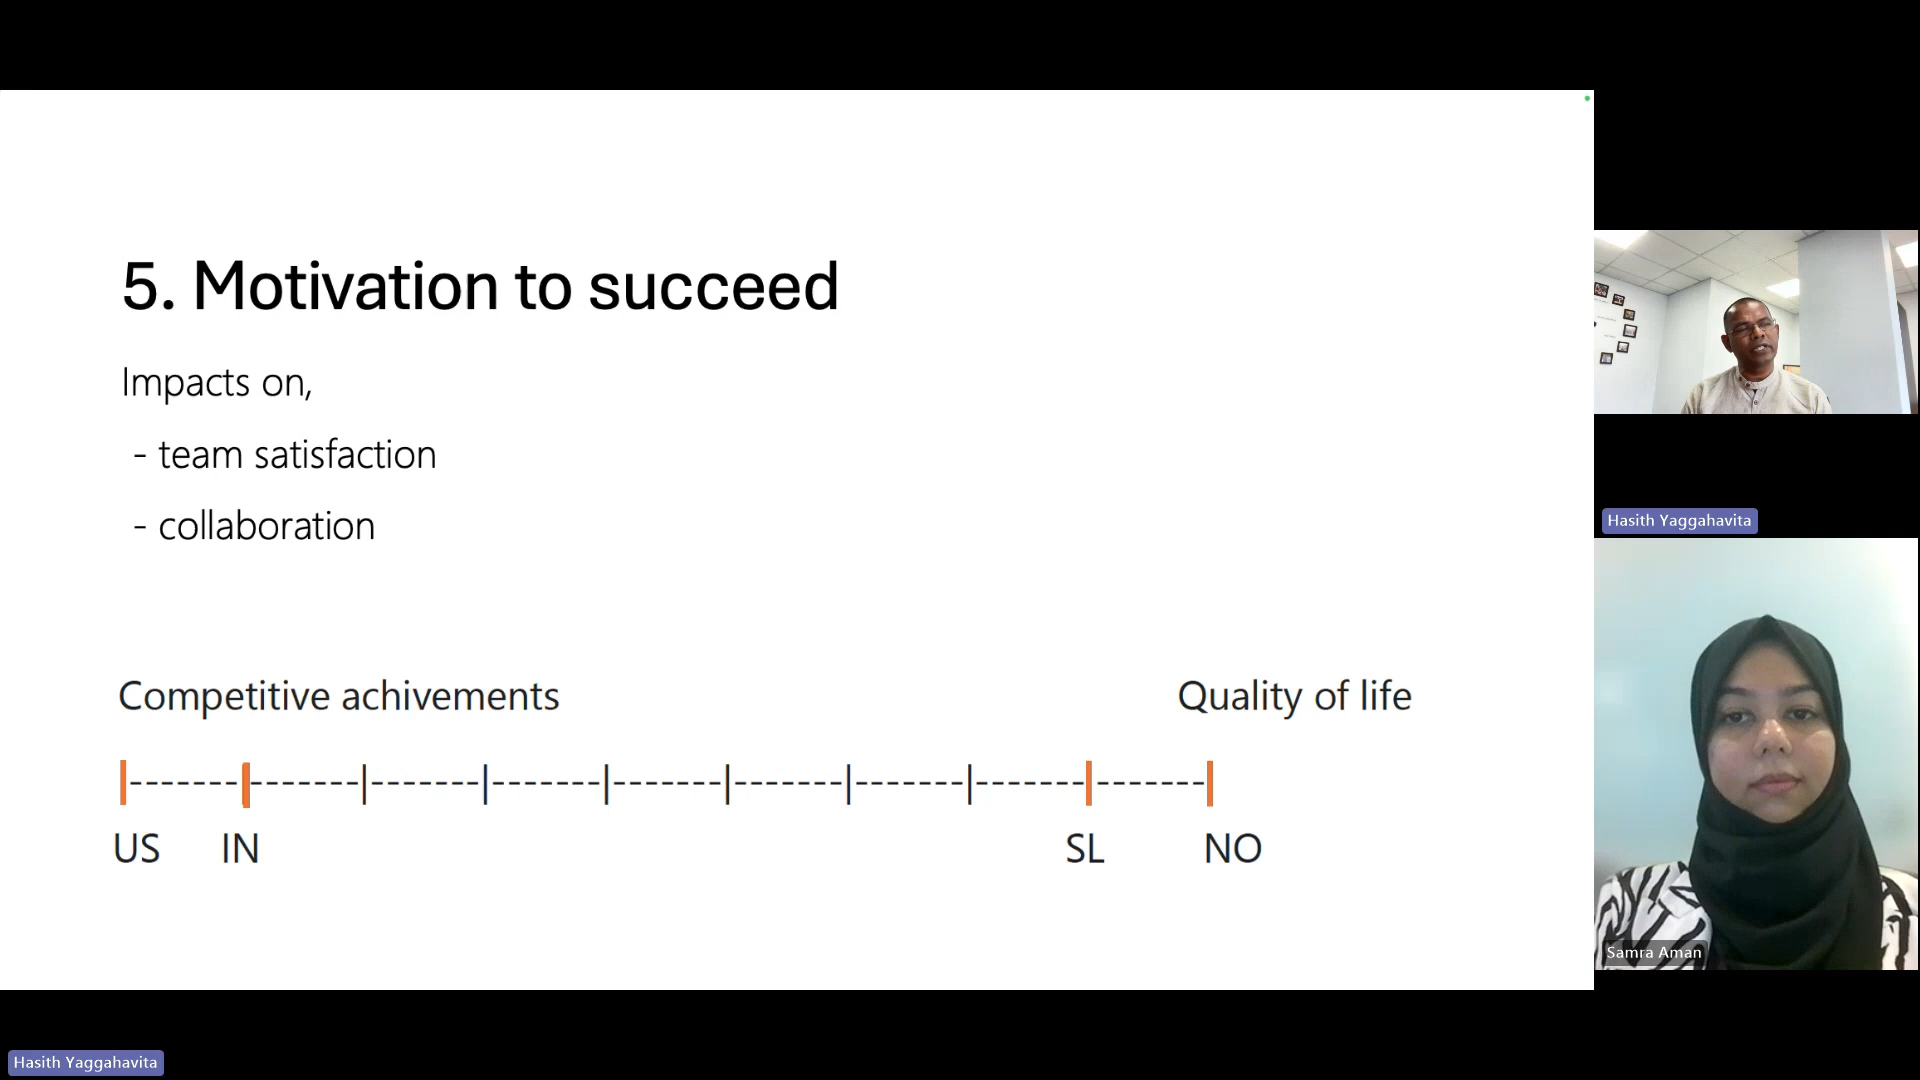 5. Motivation to succeed
Impacts on,
- team satisfaction
- collaboration
Competitive achivements
Quality of life
US
IN
SL
NO
Hasith Yaggahavita
Samra Aman
Hasith Yaggahavita